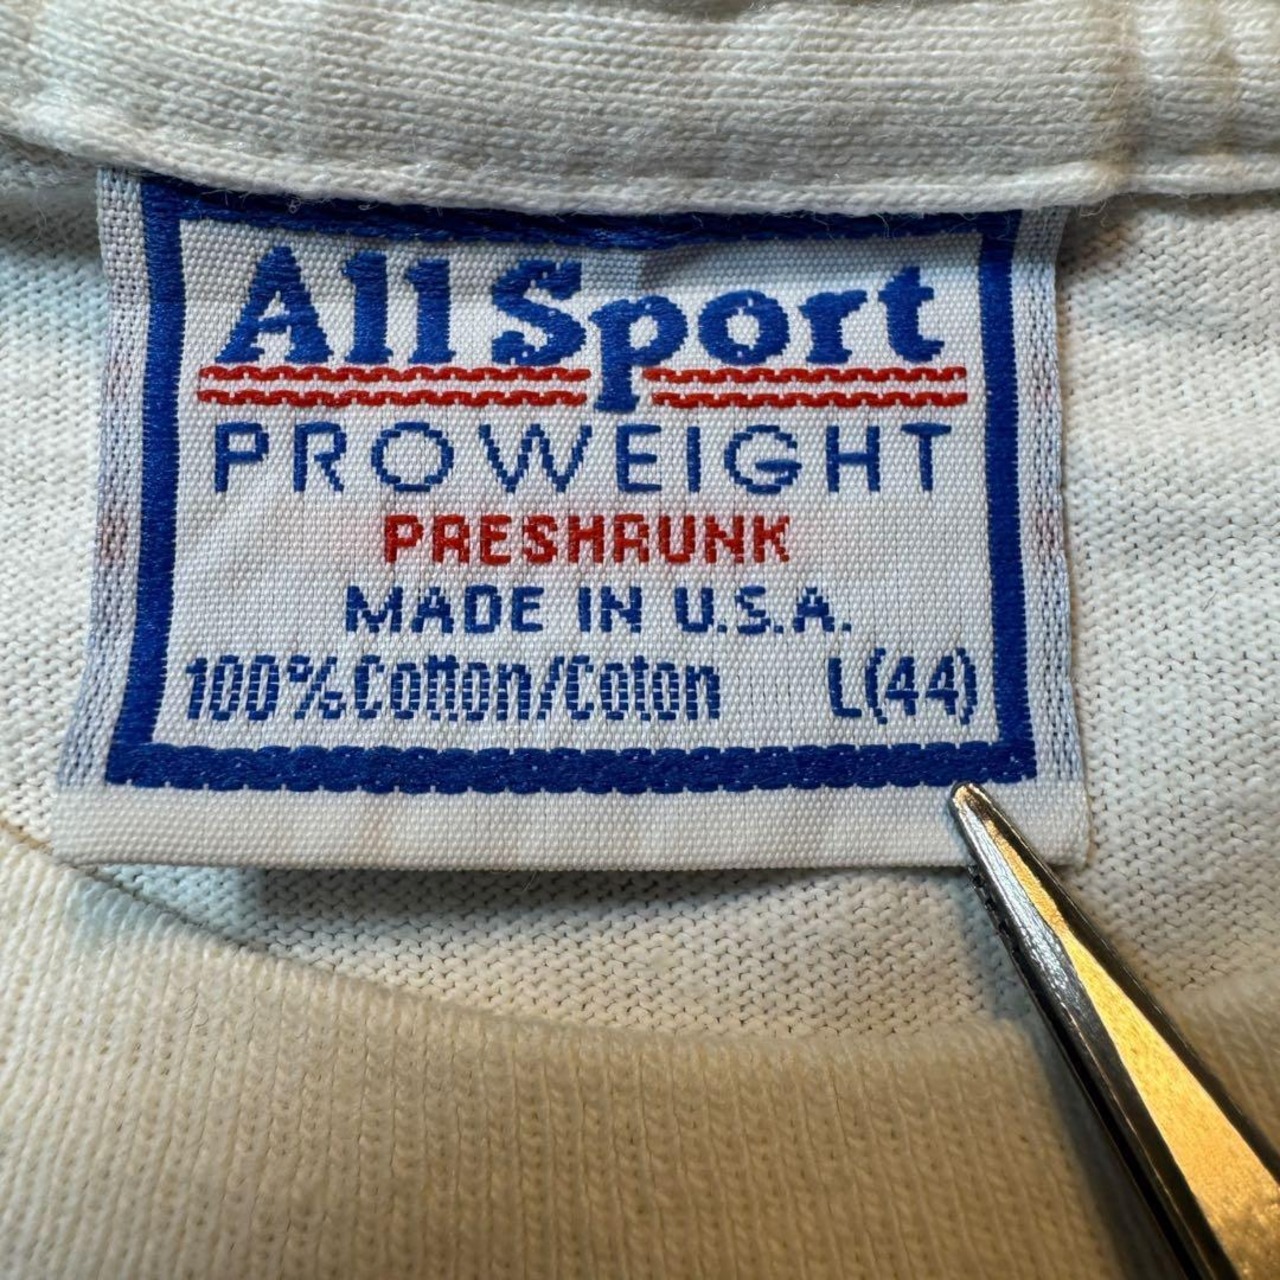 All Sport
PROWEIGHT
PRESHRUNK
MADE IN U.S.A.
100% Cotton/Coton L(44)